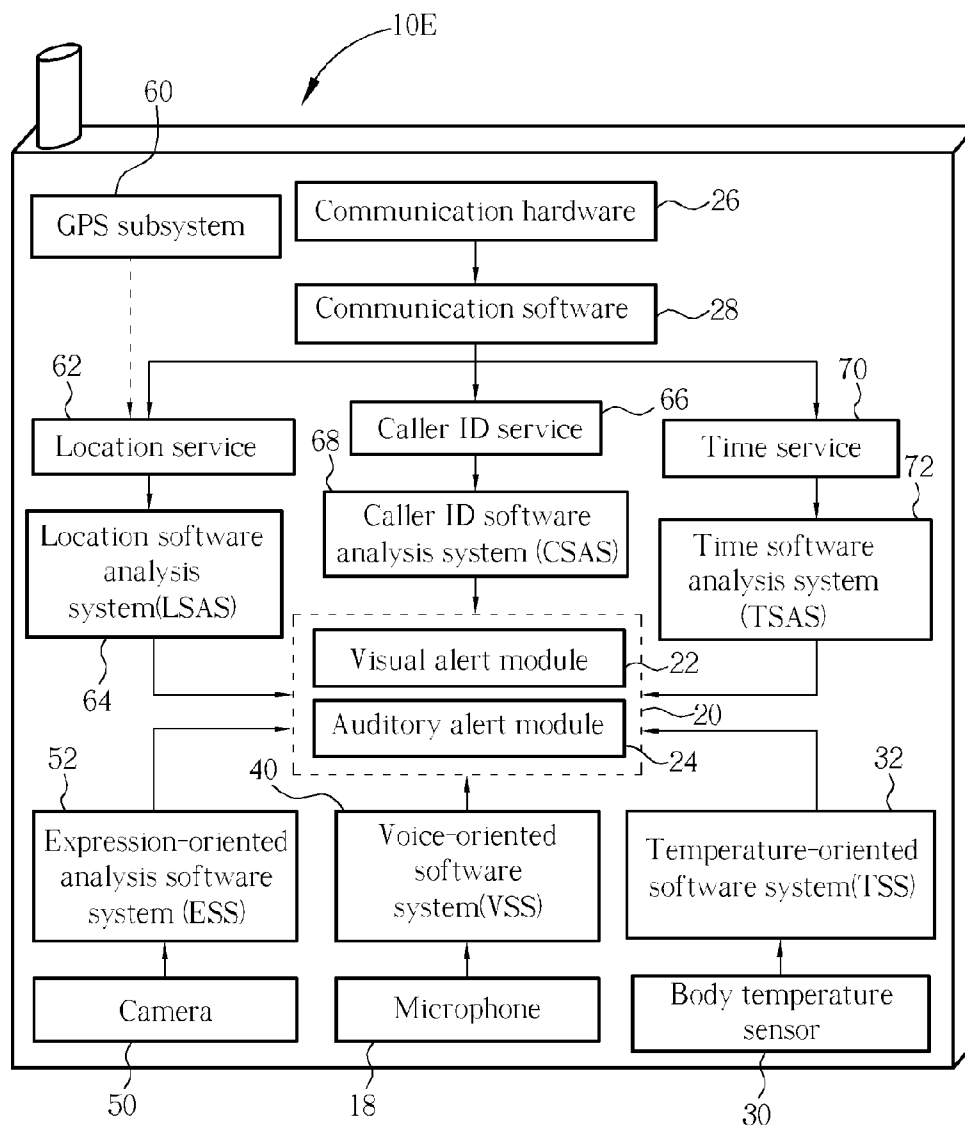 10E
60
GPS subsystem
Communication hardware
26
Communication software
28
62
Location service
66
Caller ID service
70
Time service
68
Caller ID software
analysis system (CSAS)
72
Location software
analysis
system(LSAS)
Time software
analysis system
(TSAS)
64
Visual alert module
22
Auditory alert module
20
24
52
40
32
Expression-oriented
analysis software
system (ESS)
Voice-oriented
software
system(VSS)
Temperature-oriented
software system(TSS)
Camera
Microphone
Body temperature
sensor
50
18
30